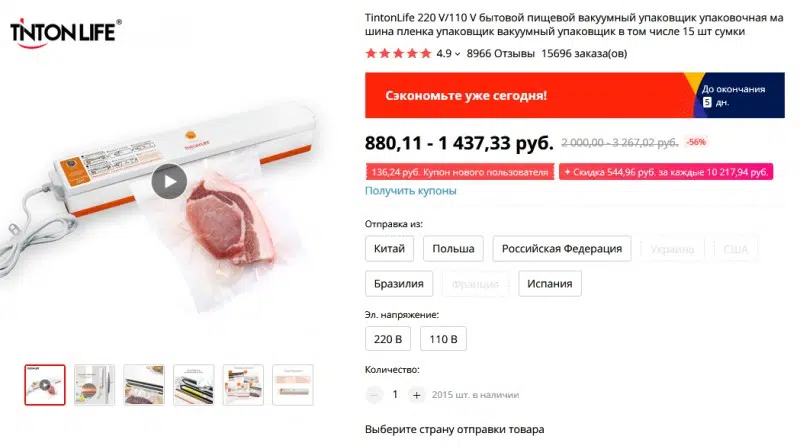 TINTONLIFE®
TintonLife 220 V/110 V бытовой пищевой вакуумный упаковщик упаковочная ма
шина пленка упаковщик вакуумный упаковщик в том числе 15 шт сумки
4.9 8966 Отзывы 15696 заказа(ов)
Сэкономьте уже сегодня!
До окончания
5 дн.
880,11 - 1 437,33 руб. 2 000,00 - 3 267,02 руб. -56%
136,24 руб. Купон нового пользователя
+ Скидка 544,96 руб. за каждые 10 217,94 руб.
Получить купоны
Отправка из:
Китай Польша Российская Федерация Украина США
Бразилия Франция Испания
Эл. напряжение:
220 В 110 В
Количество:
− 1 + 2015 шт. в наличии
Выберите страну отправки товара
TINTONLIFE